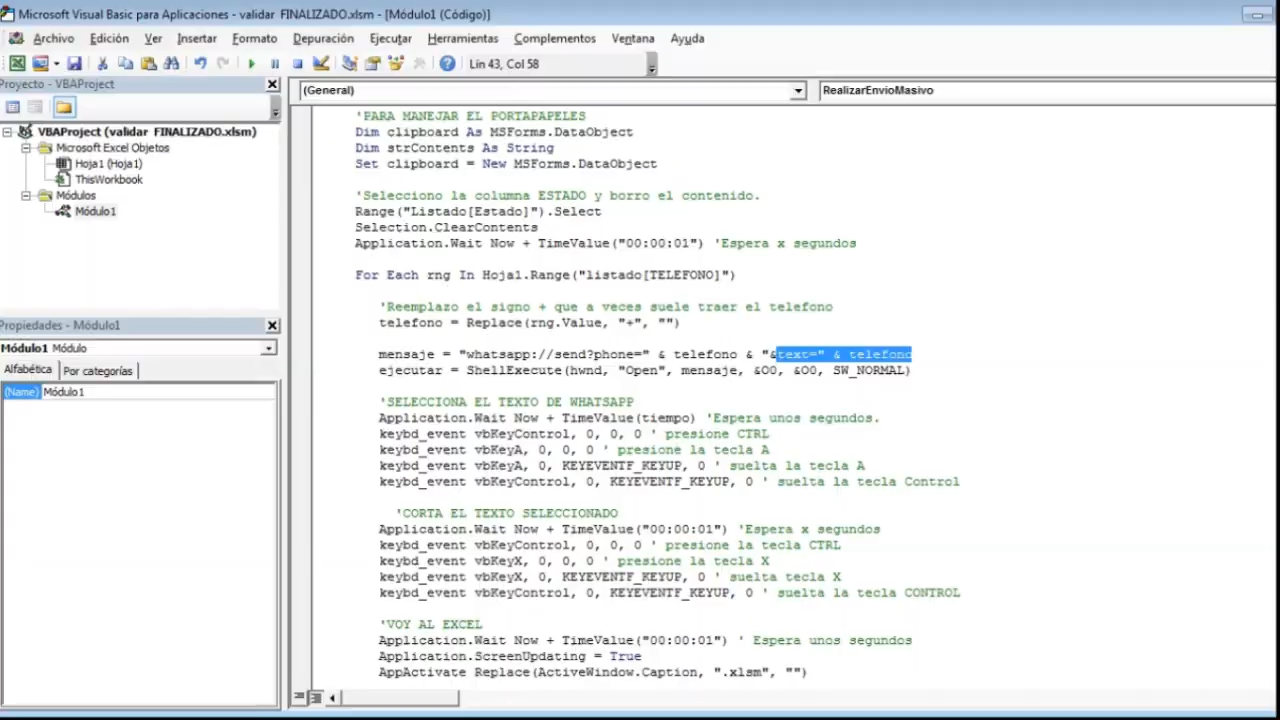 Microsoft Visual Basic para Aplicaciones - validar FINALIZADO.xlsm - [Módulo1 (Código)]
Archivo Edición Ver Insertar Formato Depuración Ejecutar Herramientas Complementos Ventana Ayuda
Lín 43, Col 58
Proyecto - VBAProject
(General)
RealizarEnvioMasivo
VBAProject (validar FINALIZADO.xlsm)
Microsoft Excel Objetos
Hoja1 (Hoja1)
ThisWorkbook
Módulos
Módulo1
Propiedades - Módulo1
Módulo1 Módulo
Alfabética Por categorías
(Name) Módulo1
'PARA MANEJAR EL PORTAPAPELES
Dim clipboard As MSForms.DataObject
Dim strContents As String
Set clipboard = New MSForms.DataObject
'Selecciono la columna ESTADO y borro el contenido.
Range("Listado[Estado]").Select
Selection.ClearContents
Application.Wait Now + TimeValue("00:00:01") 'Espera x segundos
For Each rng In Hoja1.Range("listado[TELEFONO]")
'Reemplazo el signo + que a veces suele traer el telefono
telefono = Replace(rng.Value, "+", "")
mensaje = "whatsapp://send?phone=" & telefono & "&text=" & telefono
ejecutar = ShellExecute(hwnd, "Open", mensaje, &O0, &O0, SW_NORMAL)
'SELECCIONA EL TEXTO DE WHATSAPP
Application.Wait Now + TimeValue(tiempo) 'Espera unos segundos.
keybd_event vbKeyControl, 0, 0, 0 ' presione CTRL
keybd_event vbKeyA, 0, 0, 0 ' presione la tecla A
keybd_event vbKeyA, 0, KEYEVENTF_KEYUP, 0 ' suelta la tecla A
keybd_event vbKeyControl, 0, KEYEVENTF_KEYUP, 0 ' suelta la tecla Control
'CORTA EL TEXTO SELECCIONADO
Application.Wait Now + TimeValue("00:00:01") 'Espera x segundos
keybd_event vbKeyControl, 0, 0, 0 ' presione la tecla CTRL
keybd_event vbKeyX, 0, 0, 0 ' presione la tecla X
keybd_event vbKeyX, 0, KEYEVENTF_KEYUP, 0 ' suelta tecla X
keybd_event vbKeyControl, 0, KEYEVENTF_KEYUP, 0 ' suelta la tecla CONTROL
'VOY AL EXCEL
Application.Wait Now + TimeValue("00:00:01") ' Espera unos segundos
Application.ScreenUpdating = True
AppActivate Replace(ActiveWindow.Caption, ".xlsm", "")